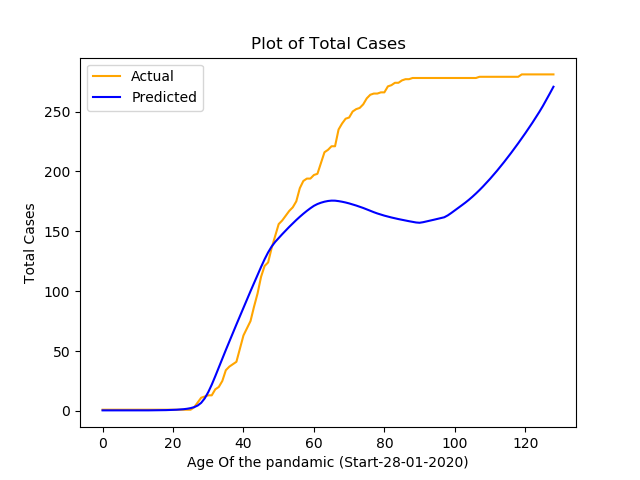 Plot of Total Cases
Actual
Predicted
Total Cases
250
200
150
100
50
0
0 20 40 60 80 100 120
Age Of the pandamic (Start-28-01-2020)